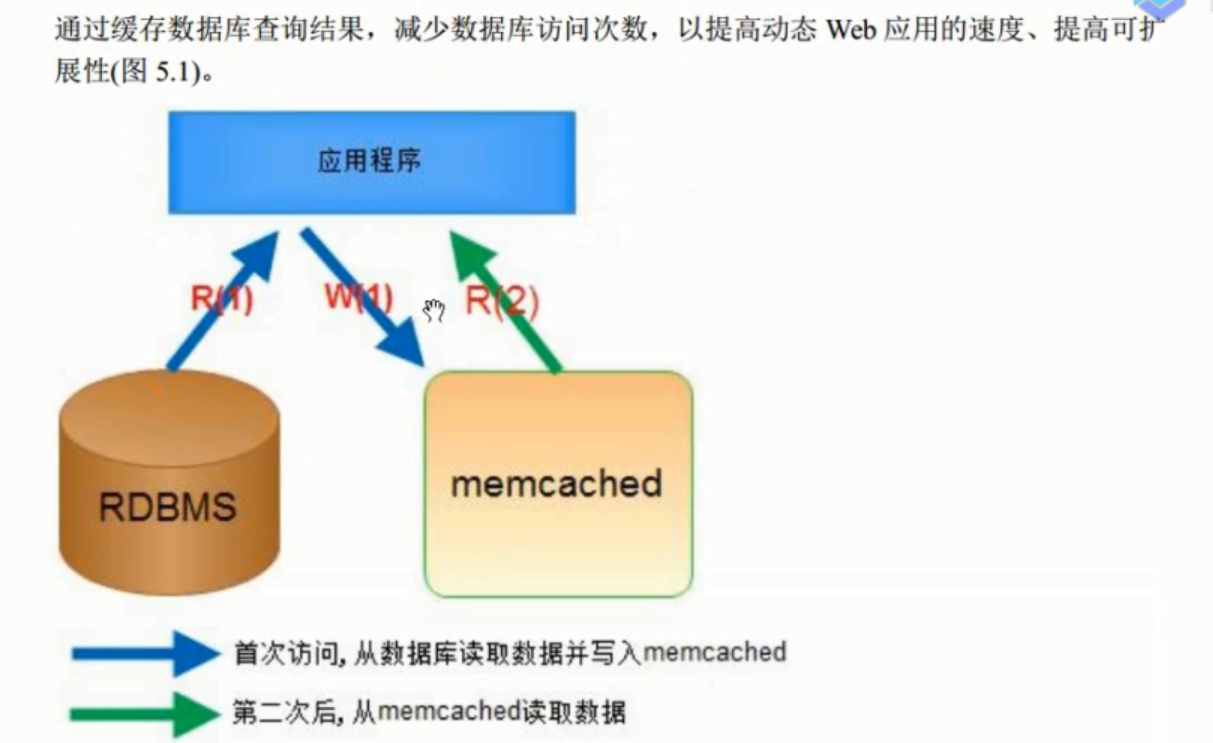 通过缓存数据库查询结果，减少数据库访问次数，以提高动态 Web 应用的速度、提高可扩
展性(图 5.1)。
应用程序
R(1)
W(1)
R(2)
RDBMS
memcached
首次访问, 从数据库读取数据并写入memcached
第二次后, 从memcached读取数据